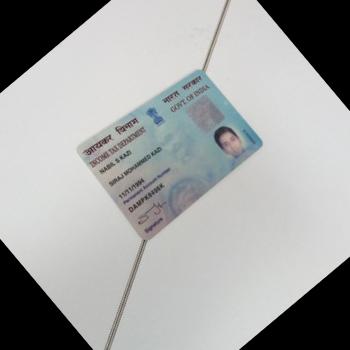 आयकर विभाग
भारत सरकार
INCOME TAX DEPARTMENT
GOVT. OF INDIA
NABIL S KAZI
SIRAJ MOHAMMED KAZI
11/11/1994
Permanent Account Number
Signature